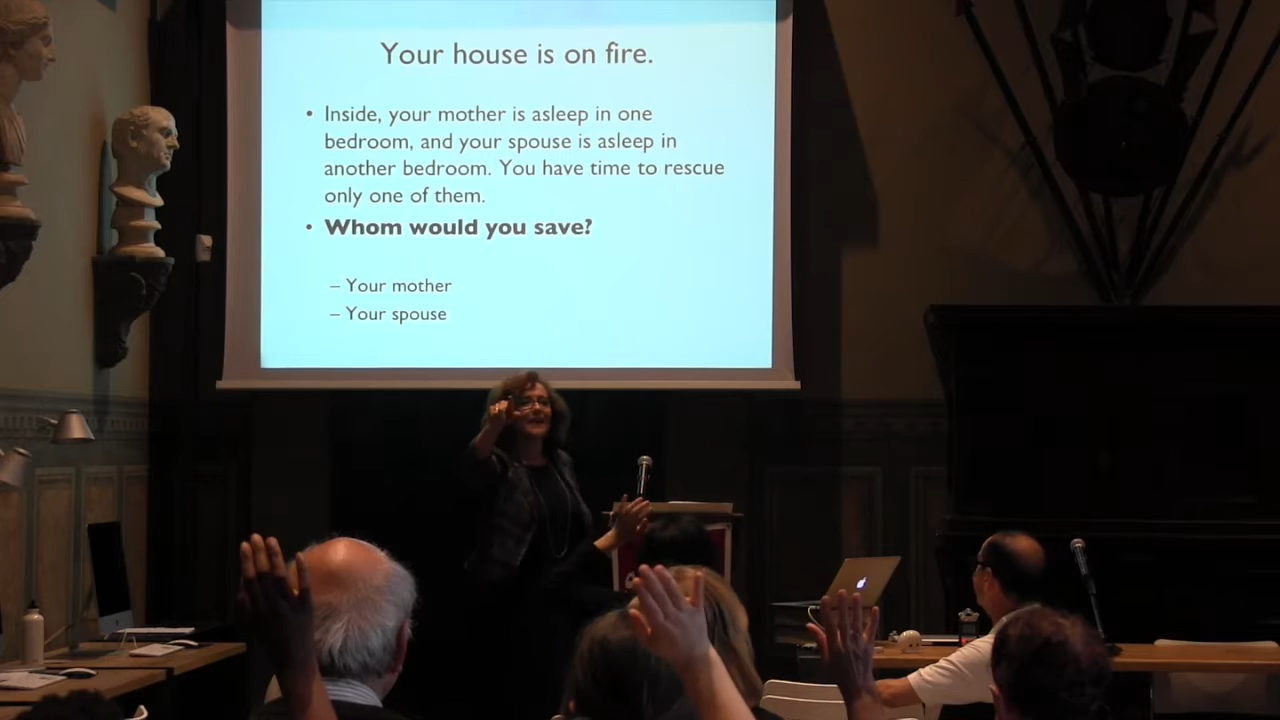 Your house is on fire.
• Inside, your mother is asleep in one
bedroom, and your spouse is asleep in
another bedroom. You have time to rescue
only one of them.
• Whom would you save?
– Your mother
– Your spouse